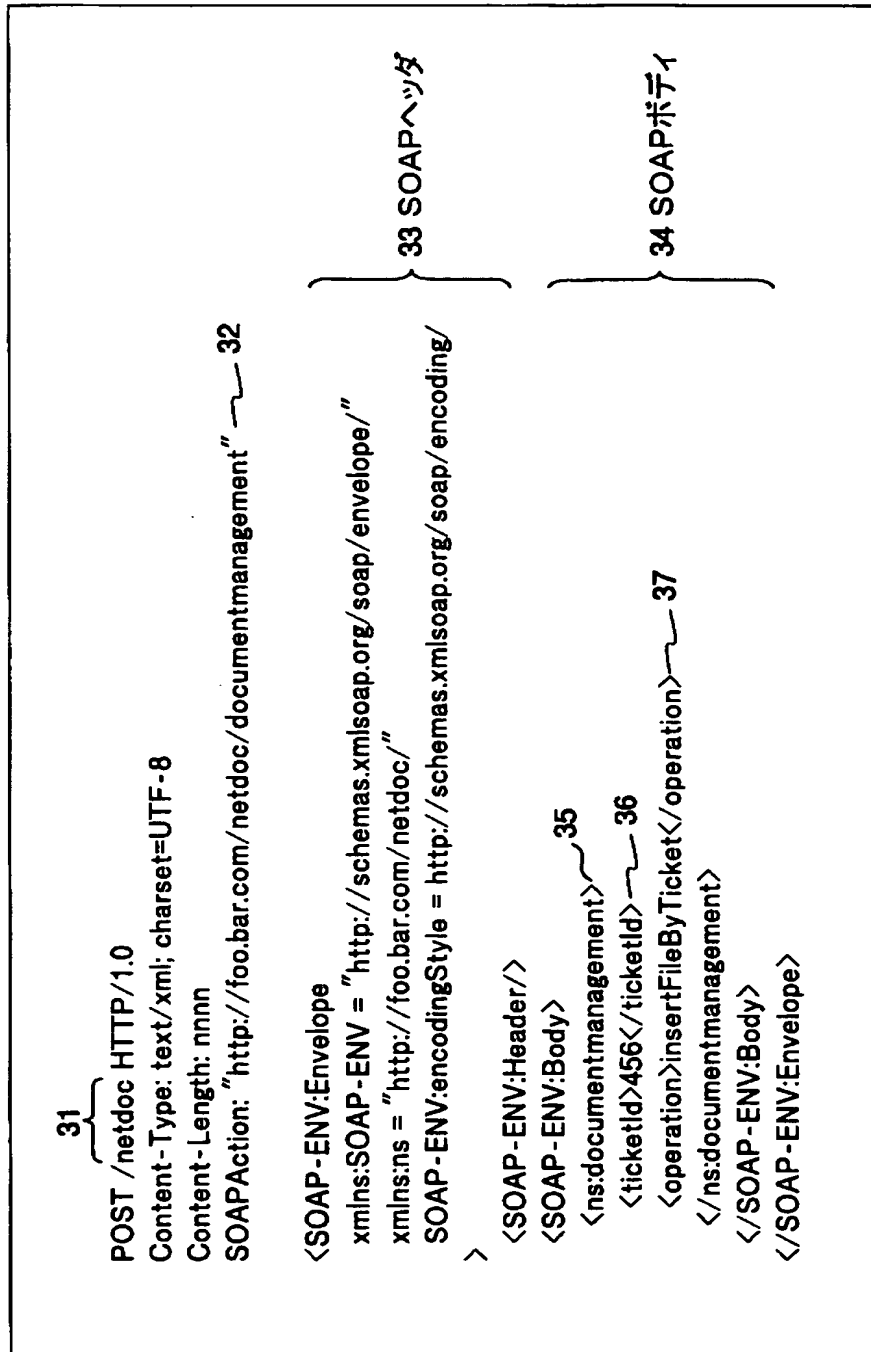 31
POST /netdoc HTTP/1.0
Content-Type: text/xml; charset=UTF-8
Content-Length: nnnn
SOAPAction: "http://foo.bar.com/netdoc/documentmanagement" 32
<SOAP-ENV:Envelope
xmlns:SOAP-ENV = "http://schemas.xmlsoap.org/soap/envelope/"
xmlns:ns = "http://foo.bar.com/netdoc/"
SOAP-ENV:encodingStyle = http://schemas.xmlsoap.org/soap/encoding/
>
33 SOAPヘッダ
<SOAP-ENV:Header/>
<SOAP-ENV:Body>
<ns:documentmanagement> 35
<ticketId>456</ticketId> 36
<operation>insertFileByTicket</operation> 37
</ns:documentmanagement>
</SOAP-ENV:Body>
</SOAP-ENV:Envelope>
34 SOAPボディ